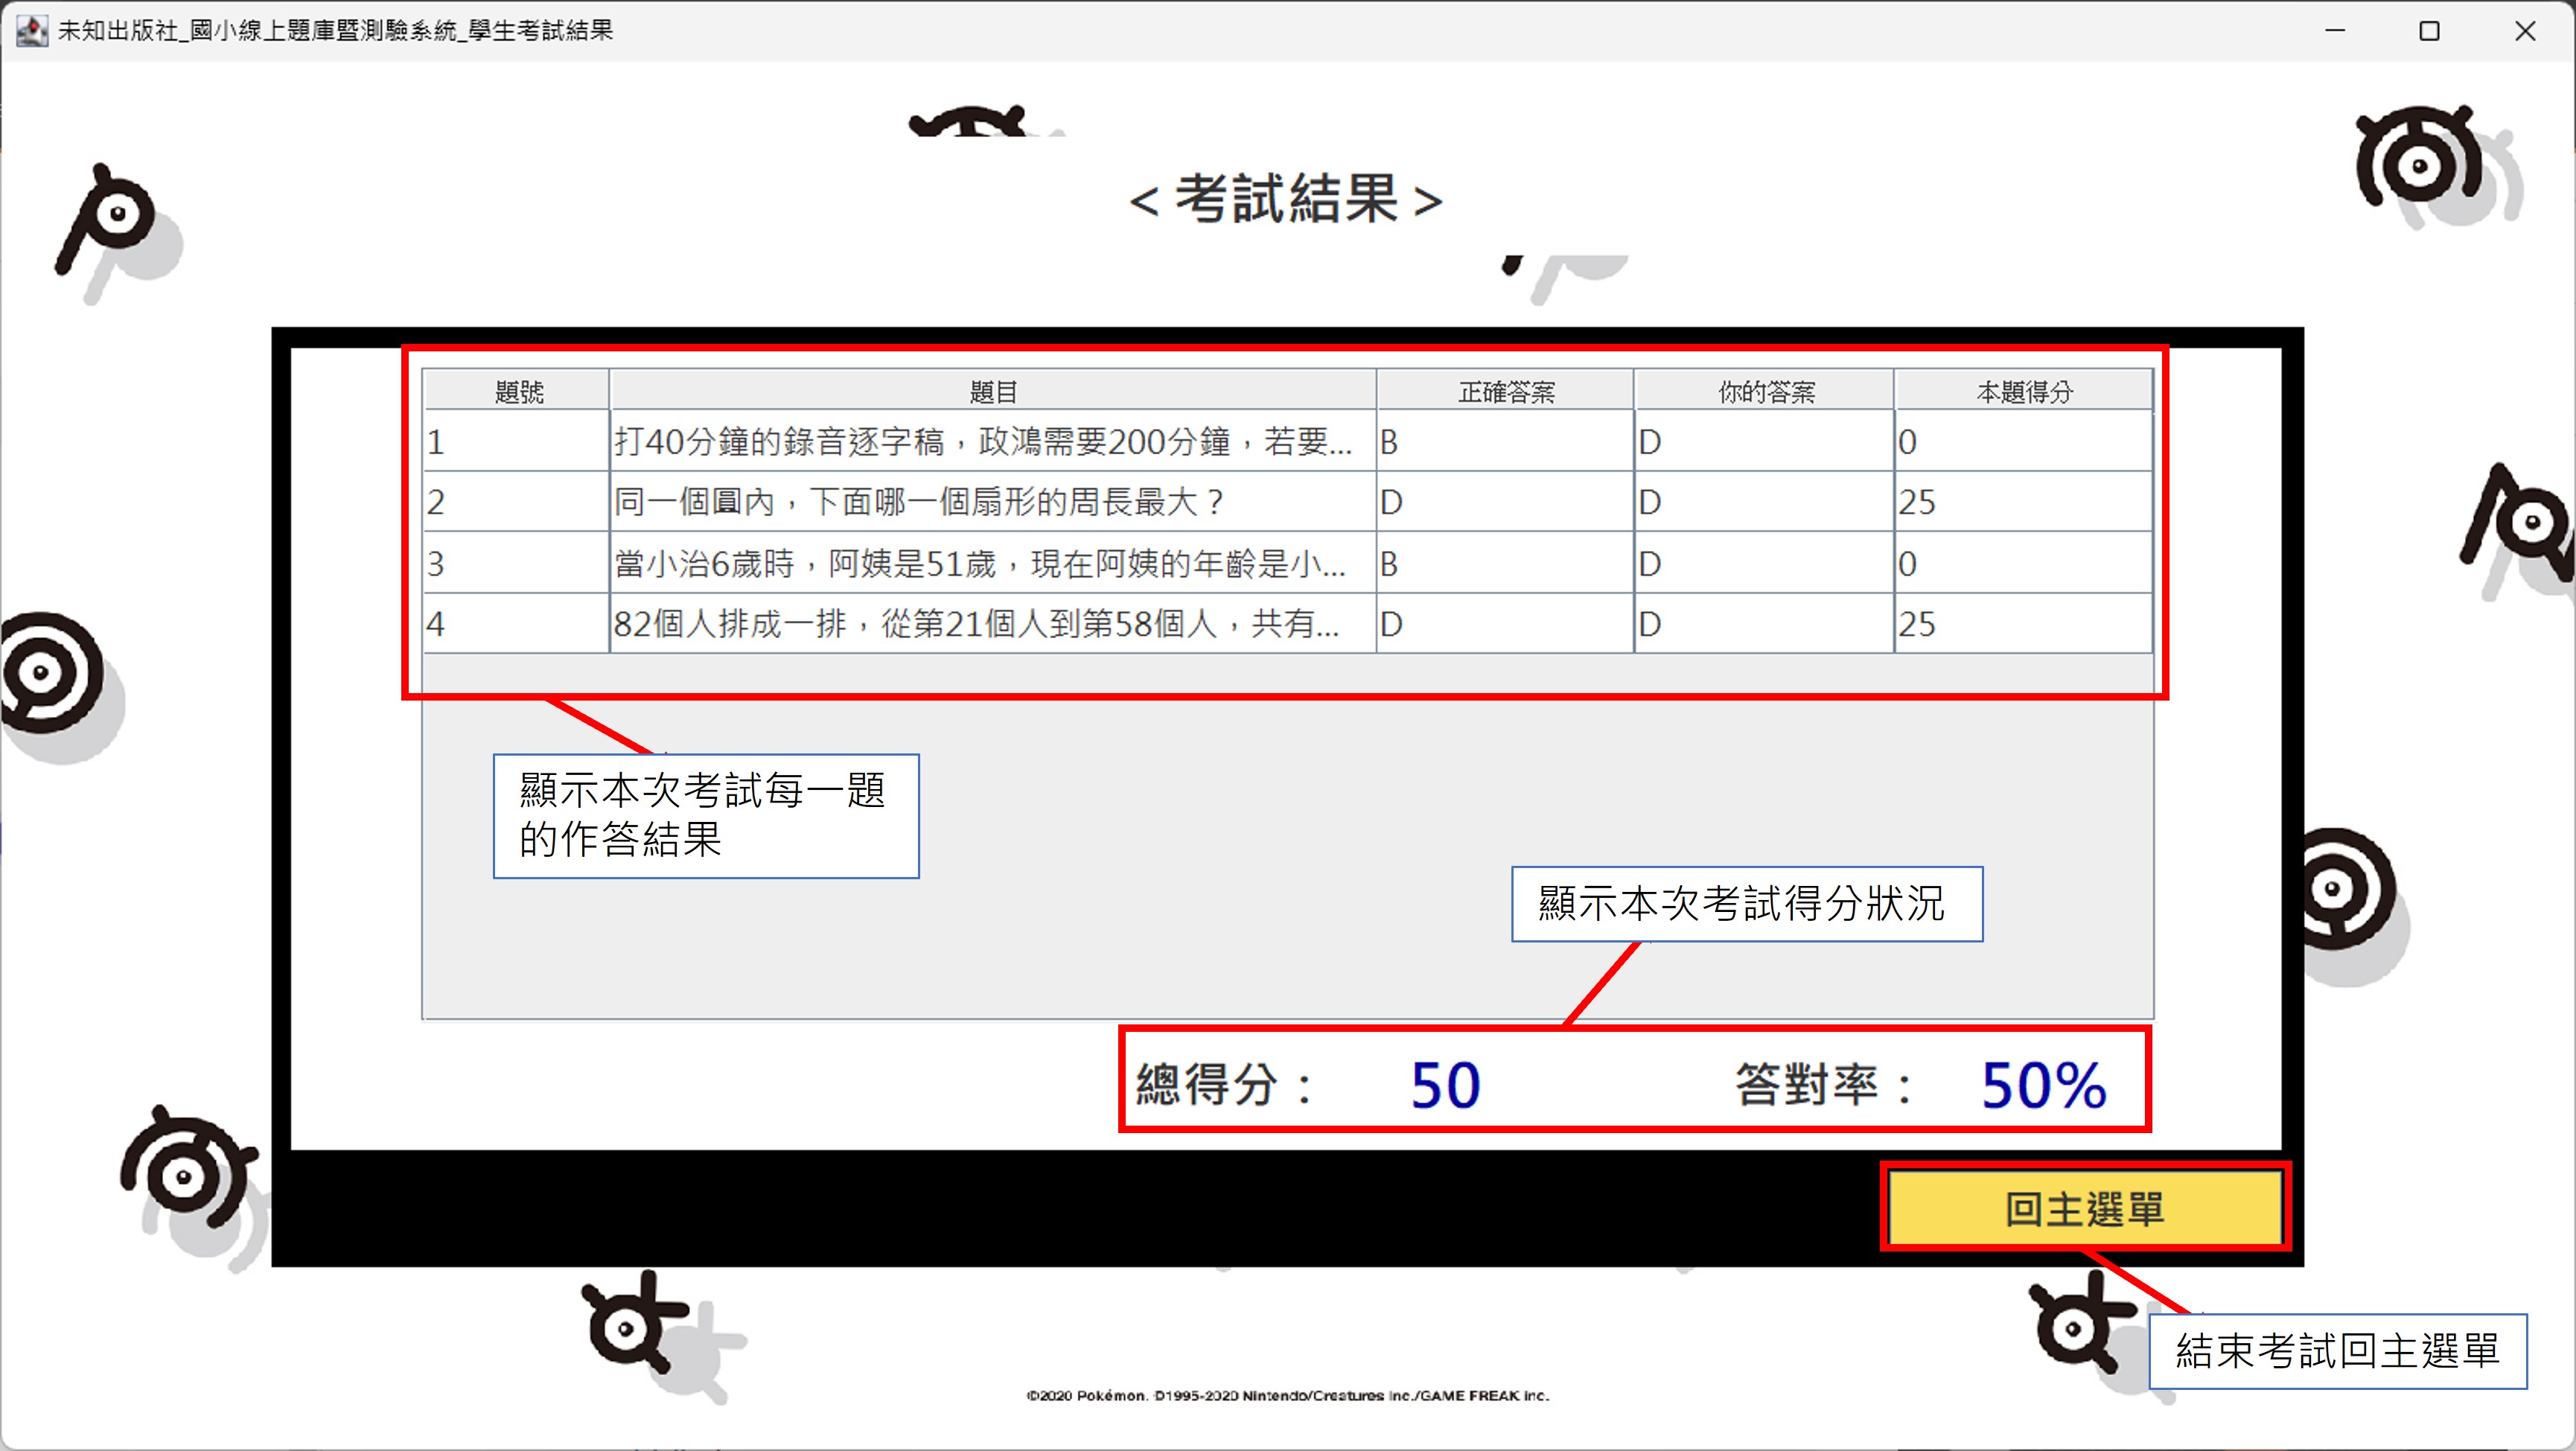 未知出版社_國小線上題庫暨測驗系統_學生考試結果
＜考試結果＞
題號 題目 正確答案 你的答案 本題得分
1 打40分鐘的錄音逐字稿，政鴻需要200分鐘，若要... B D 0
2 同一個圓內，下面哪一個扇形的周長最大？ D D 25
3 當小治6歲時，阿姨是51歲，現在阿姨的年齡是小... B D 0
4 82個人排成一排，從第21個人到第58個人，共有... D D 25
顯示本次考試每一題
的作答結果
顯示本次考試得分狀況
總得分： 50 答對率： 50%
回主選單
結束考試回主選單
©2020 Pokémon. ©1995-2020 Nintendo/Creatures Inc./GAME FREAK inc.